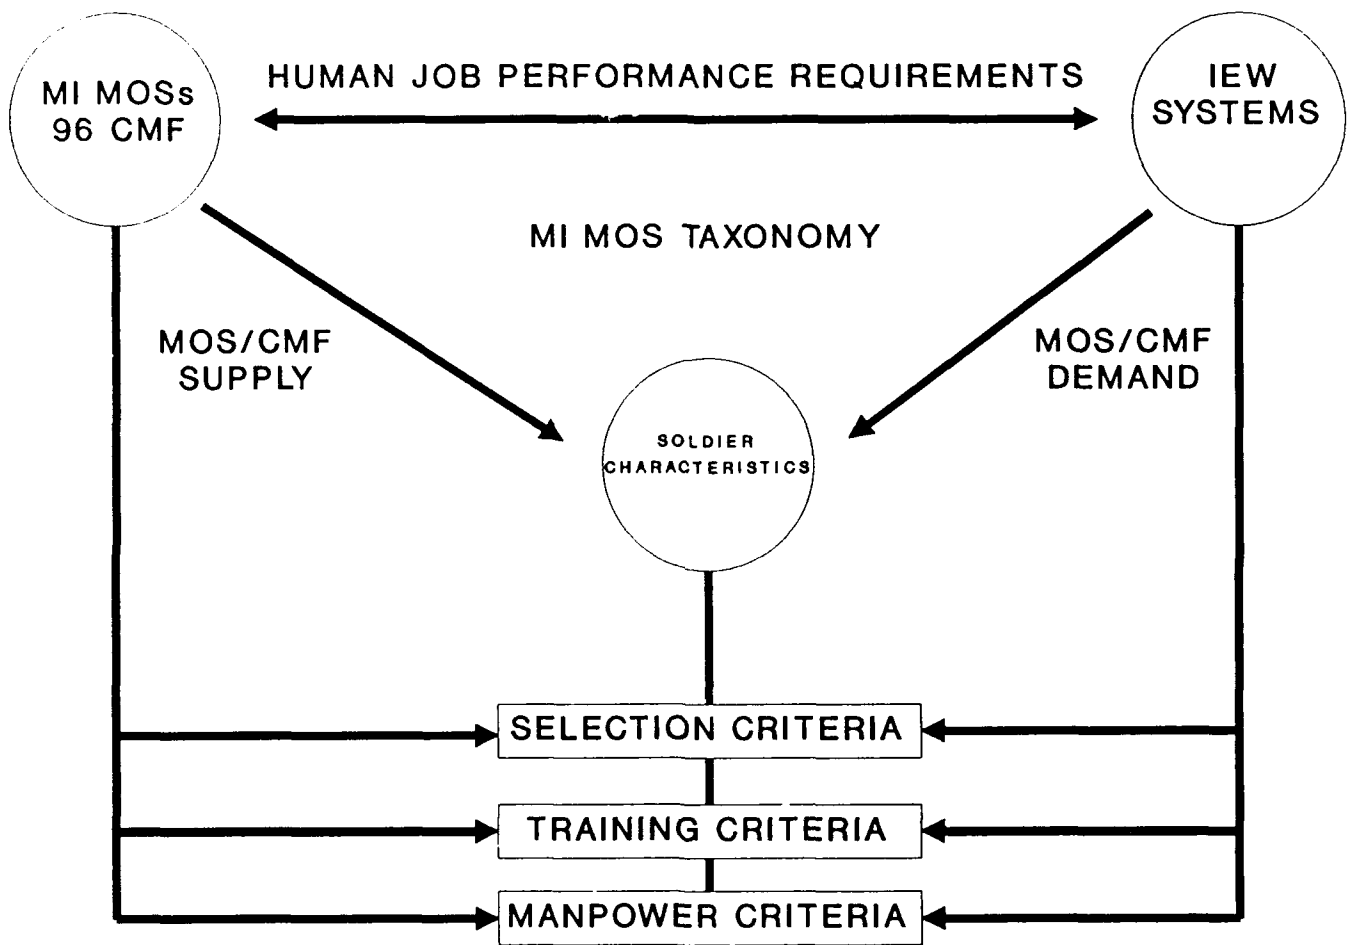 MI MOSs
96 CMF
HUMAN JOB PERFORMANCE REQUIREMENTS
IEW
SYSTEMS
MI MOS TAXONOMY
MOS/CMF
SUPPLY
MOS/CMF
DEMAND
SOLDIER
CHARACTERISTICS
SELECTION CRITERIA
TRAINING CRITERIA
MANPOWER CRITERIA